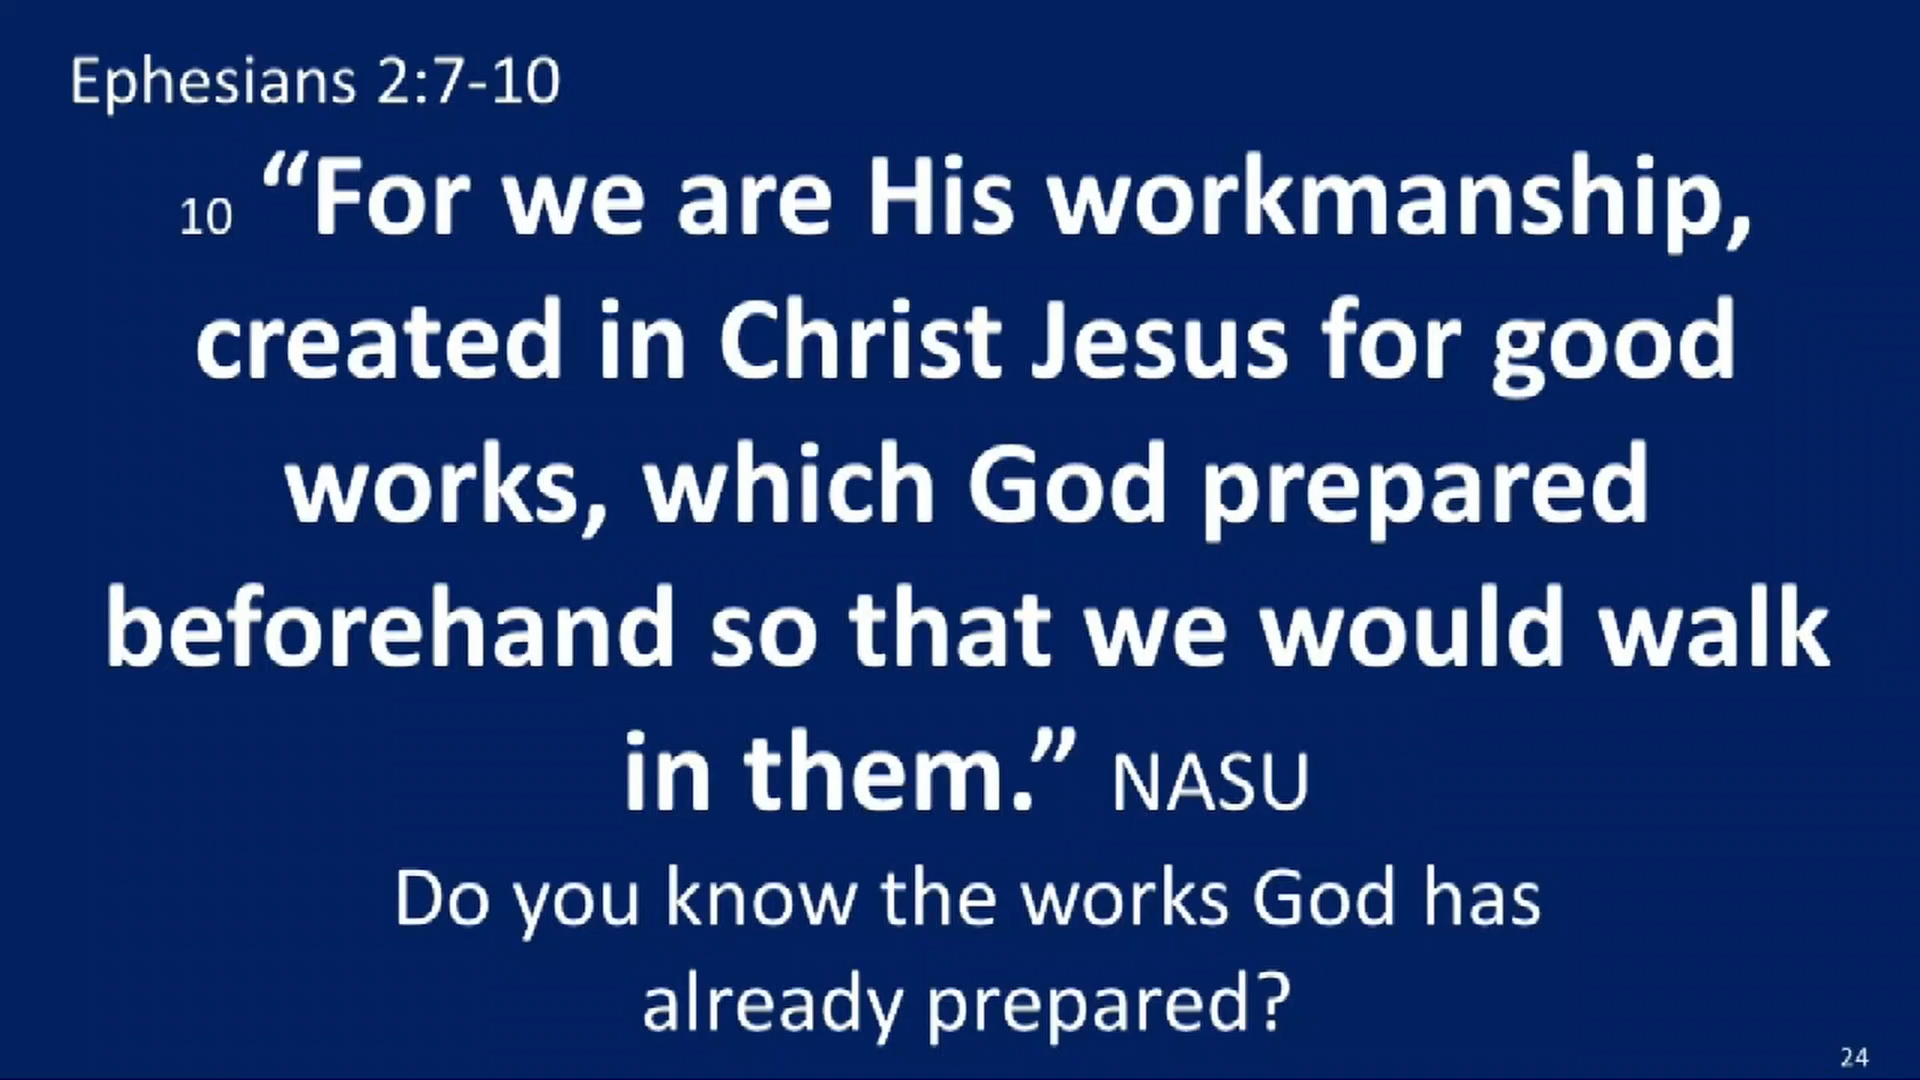 Ephesians 2:7-10
10 “For we are His workmanship,
created in Christ Jesus for good
works, which God prepared
beforehand so that we would walk
in them.” NASU
Do you know the works God has
already prepared?
24